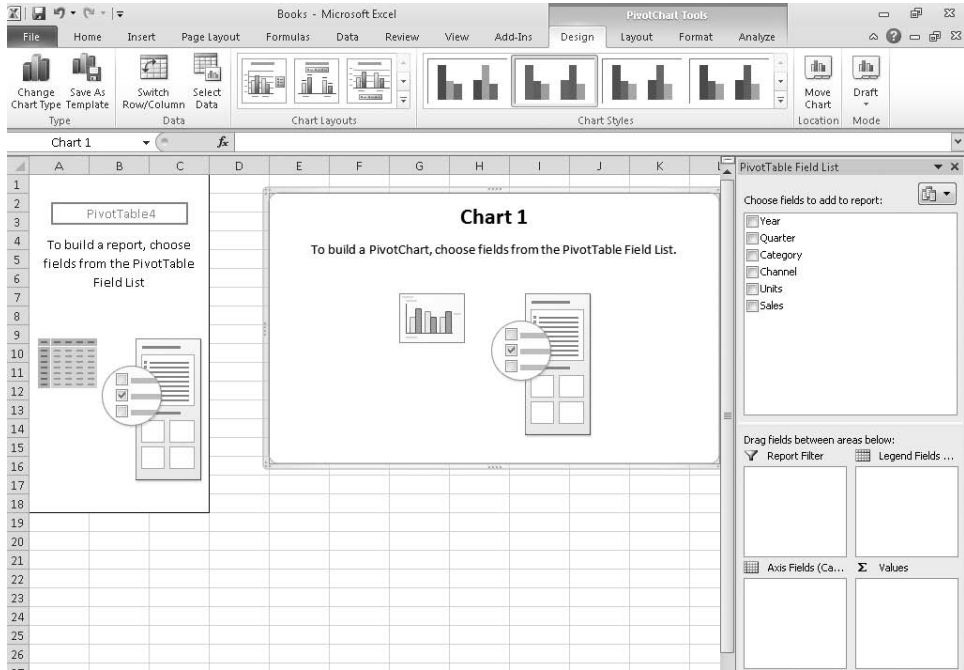 Books - Microsoft Excel
PivotChart Tools
File Home Insert Page Layout Formulas Data Review View Add-Ins Design Layout Format Analyze
Change Chart Type
Save As Template
Switch Row/Column
Select Data
Move Chart
Draft
Type Data Chart Layouts Chart Styles Location Mode
Chart 1 fx
A B C D E F G H I J K L
PivotTable Field List
1
2
3
4
5
6
7
8
9
10
11
12
13
14
15
16
17
18
19
20
21
22
23
24
25
26
27
PivotTable4
To build a report, choose
fields from the PivotTable
Field List
Chart 1
To build a PivotChart, choose fields from the PivotTable Field List.
Choose fields to add to report:
Year
Quarter
Category
Channel
Units
Sales
Drag fields between areas below:
Report Filter Legend Fields ...
Axis Fields (Ca... Σ Values